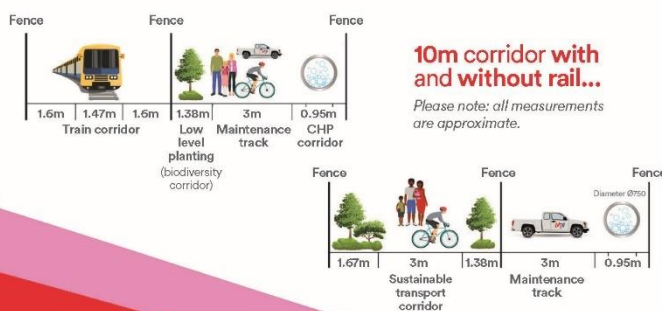 Fence Fence Fence
10m corridor with
and without rail...
Please note: all measurements
are approximate.
1.6m 1.47m 1.6m 1.38m 3m 0.95m
Train corridor
Low
level
planting
(biodiversity
corridor)
Maintenance
track
CHP
corridor
Fence Fence Fence
Diameter Ø750
1.67m 3m 1.38m 3m 0.95m
Sustainable
transport
corridor
Maintenance
track